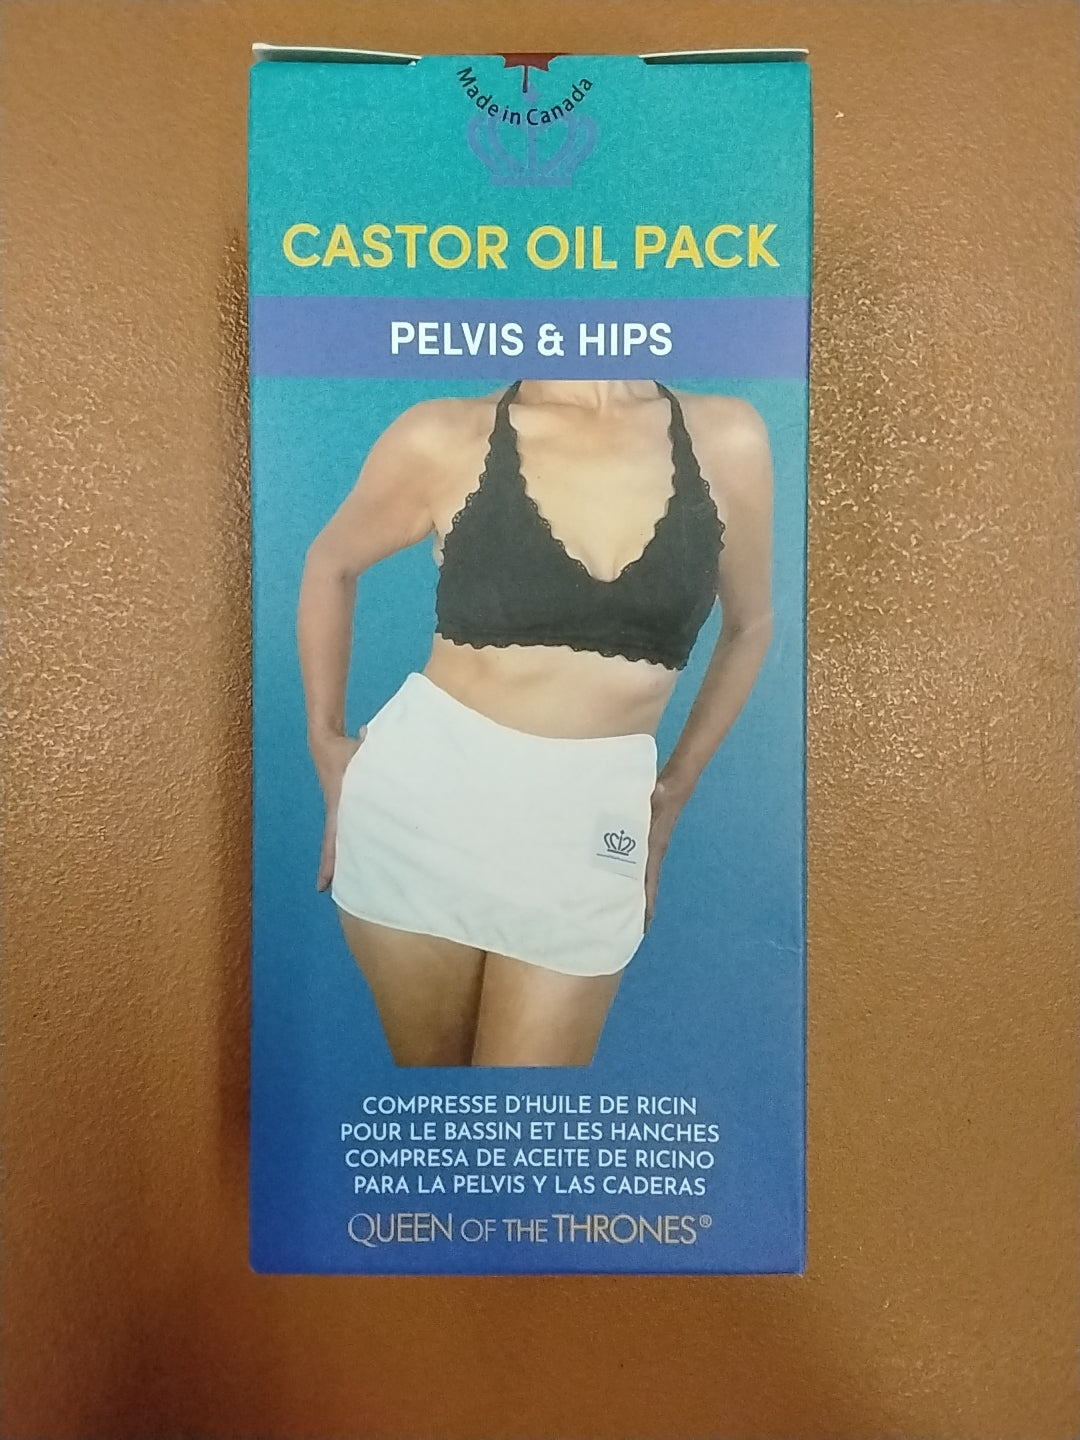 Made in Canada
CASTOR OIL PACK
PELVIS & HIPS
COMPRESSE D'HUILE DE RICIN
POUR LE BASSIN ET LES HANCHES
COMPRESA DE ACEITE DE RICINO
PARA LA PELVIS Y LAS CADERAS
QUEEN OF THE THRONES®